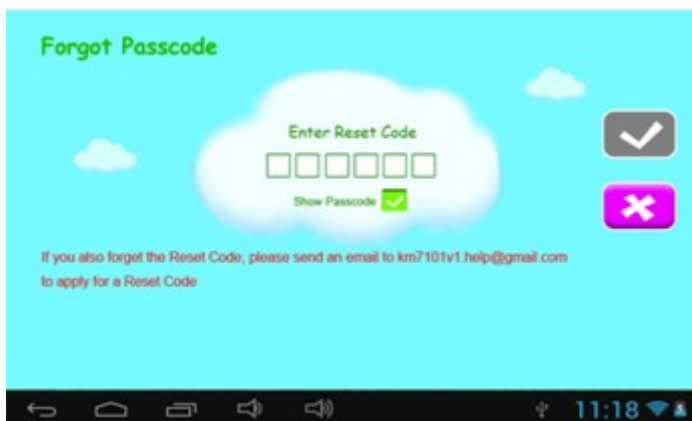 Forgot Passcode
Enter Reset Code
Show Passcode
If you also forget the Reset Code, please send an email to km7101v1.help@gmail.com
to apply for a Reset Code
11:18